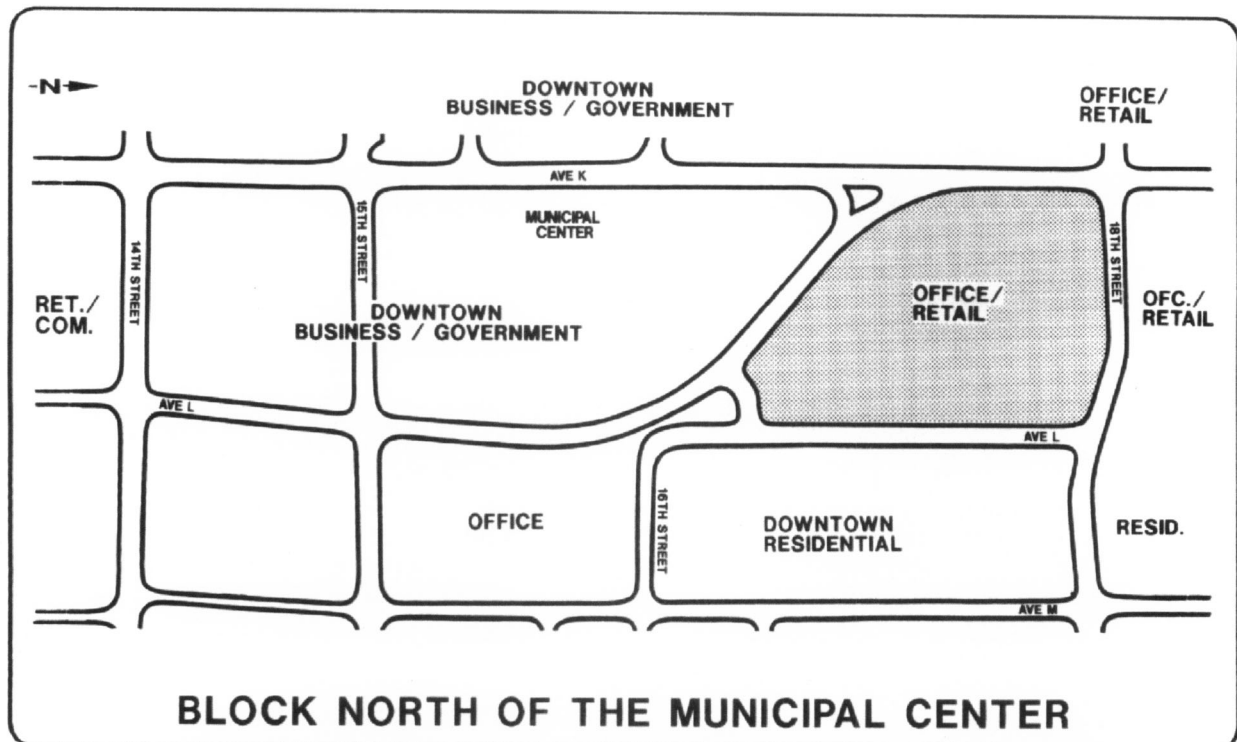 -N-
DOWNTOWN
BUSINESS / GOVERNMENT
OFFICE/
RETAIL
AVE K
MUNICIPAL
CENTER
14TH STREET
15TH STREET
18TH STREET
RET./
COM.
DOWNTOWN
BUSINESS / GOVERNMENT
OFFICE/
RETAIL
OFC./
RETAIL
AVE L
AVE L
OFFICE
16TH STREET
DOWNTOWN
RESIDENTIAL
RESID.
AVE M
BLOCK NORTH OF THE MUNICIPAL CENTER